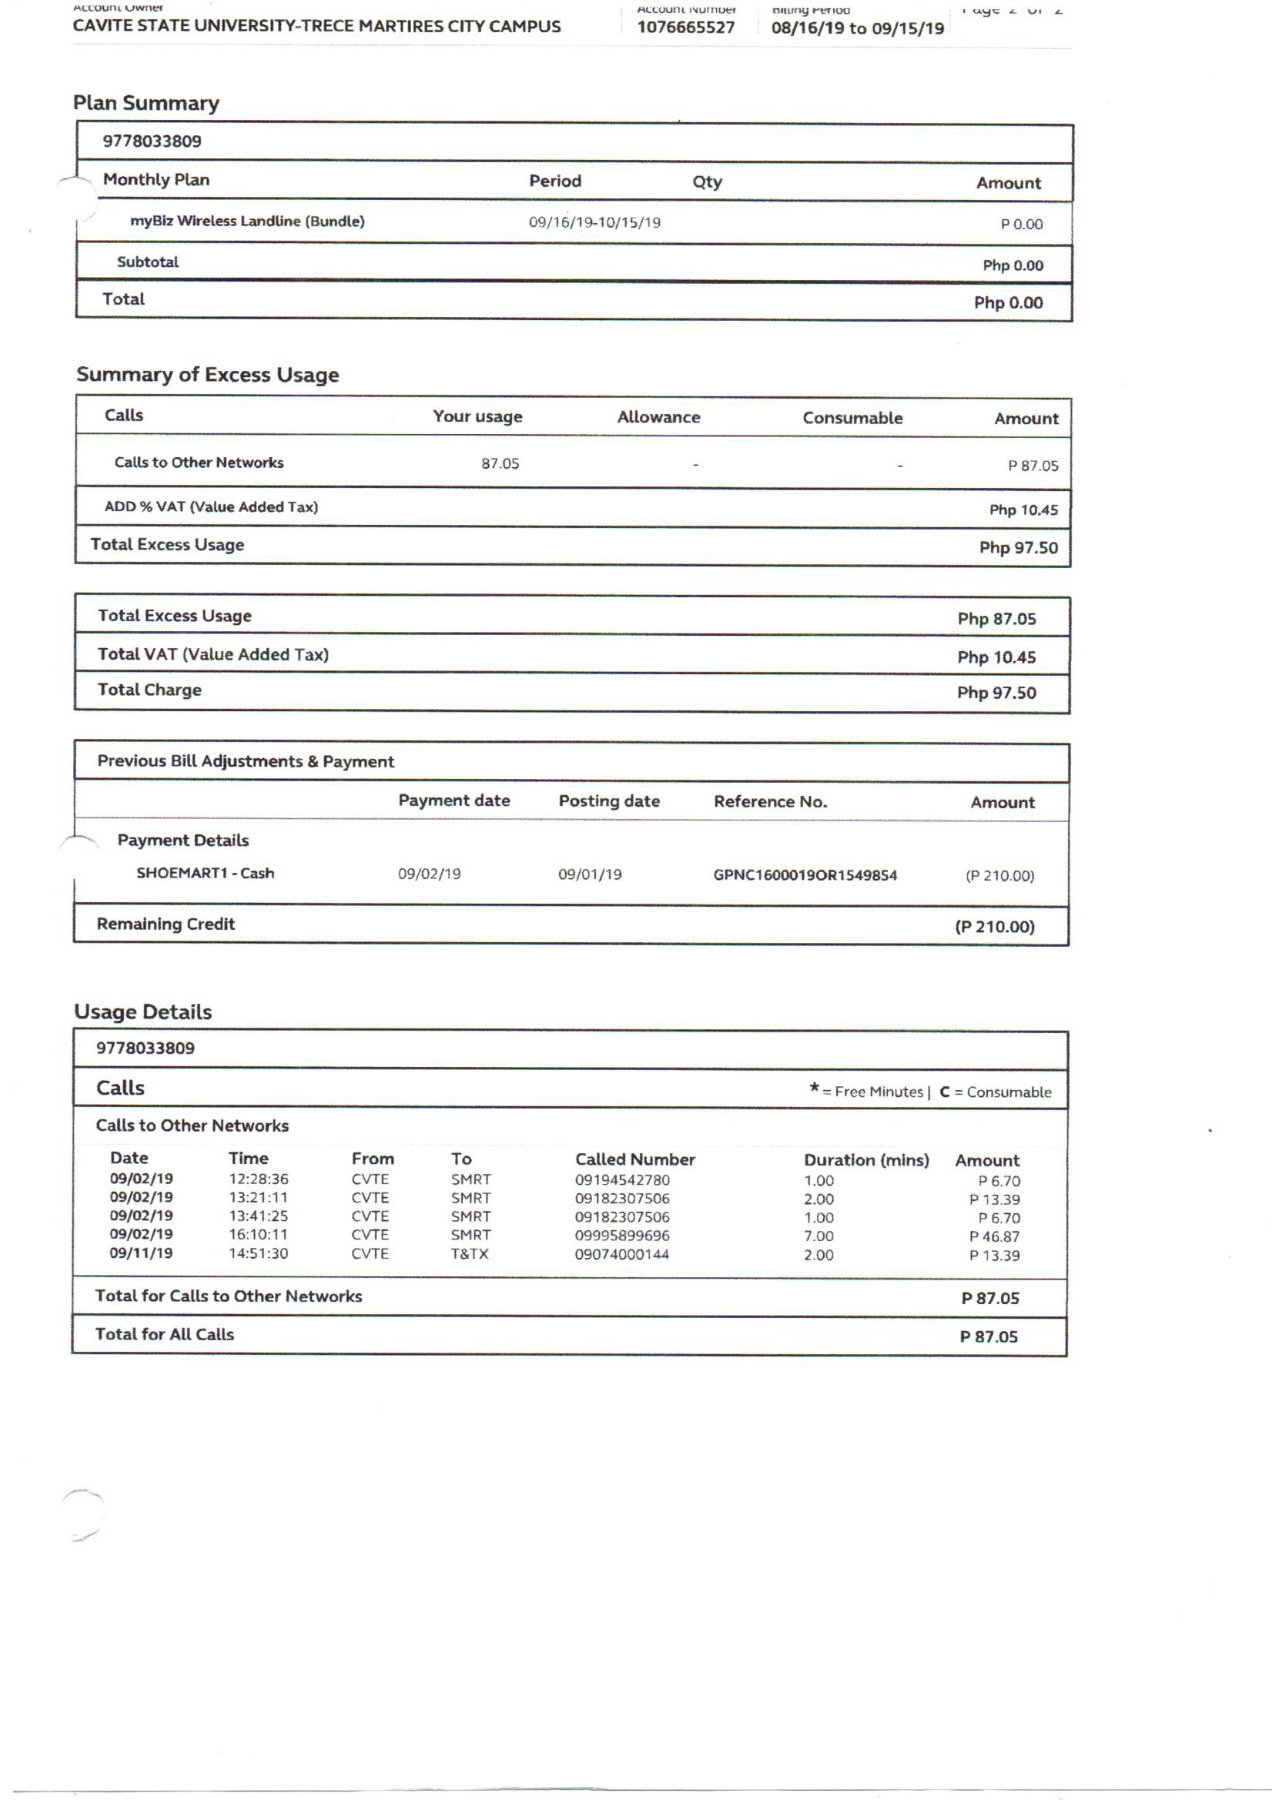 Account Owner Account Number Billing Period Page 2 of 2
CAVITE STATE UNIVERSITY-TRECE MARTIRES CITY CAMPUS 1076665527 08/16/19 to 09/15/19
Plan Summary
9778033809
Monthly Plan Period Qty Amount
myBiz Wireless Landline (Bundle) 09/16/19-10/15/19 P 0.00
Subtotal Php 0.00
Total Php 0.00
Summary of Excess Usage
Calls Your usage Allowance Consumable Amount
Calls to Other Networks 87.05 - - P 87.05
ADD % VAT (Value Added Tax) Php 10.45
Total Excess Usage Php 97.50
Total Excess Usage Php 87.05
Total VAT (Value Added Tax) Php 10.45
Total Charge Php 97.50
Previous Bill Adjustments & Payment
Payment date Posting date Reference No. Amount
Payment Details
SHOEMART1 - Cash 09/02/19 09/01/19 GPNC1600019OR1549854 (P 210.00)
Remaining Credit (P 210.00)
Usage Details
9778033809
Calls * = Free Minutes | C = Consumable
Calls to Other Networks
Date Time From To Called Number Duration (mins) Amount
09/02/19 12:28:36 CVTE SMRT 09194542780 1.00 P 6.70
09/02/19 13:21:11 CVTE SMRT 09182307506 2.00 P 13.39
09/02/19 13:41:25 CVTE SMRT 09182307506 1.00 P 6.70
09/02/19 16:10:11 CVTE SMRT 09995899696 7.00 P 46.87
09/11/19 14:51:30 CVTE T&TX 09074000144 2.00 P 13.39
Total for Calls to Other Networks P 87.05
Total for All Calls P 87.05